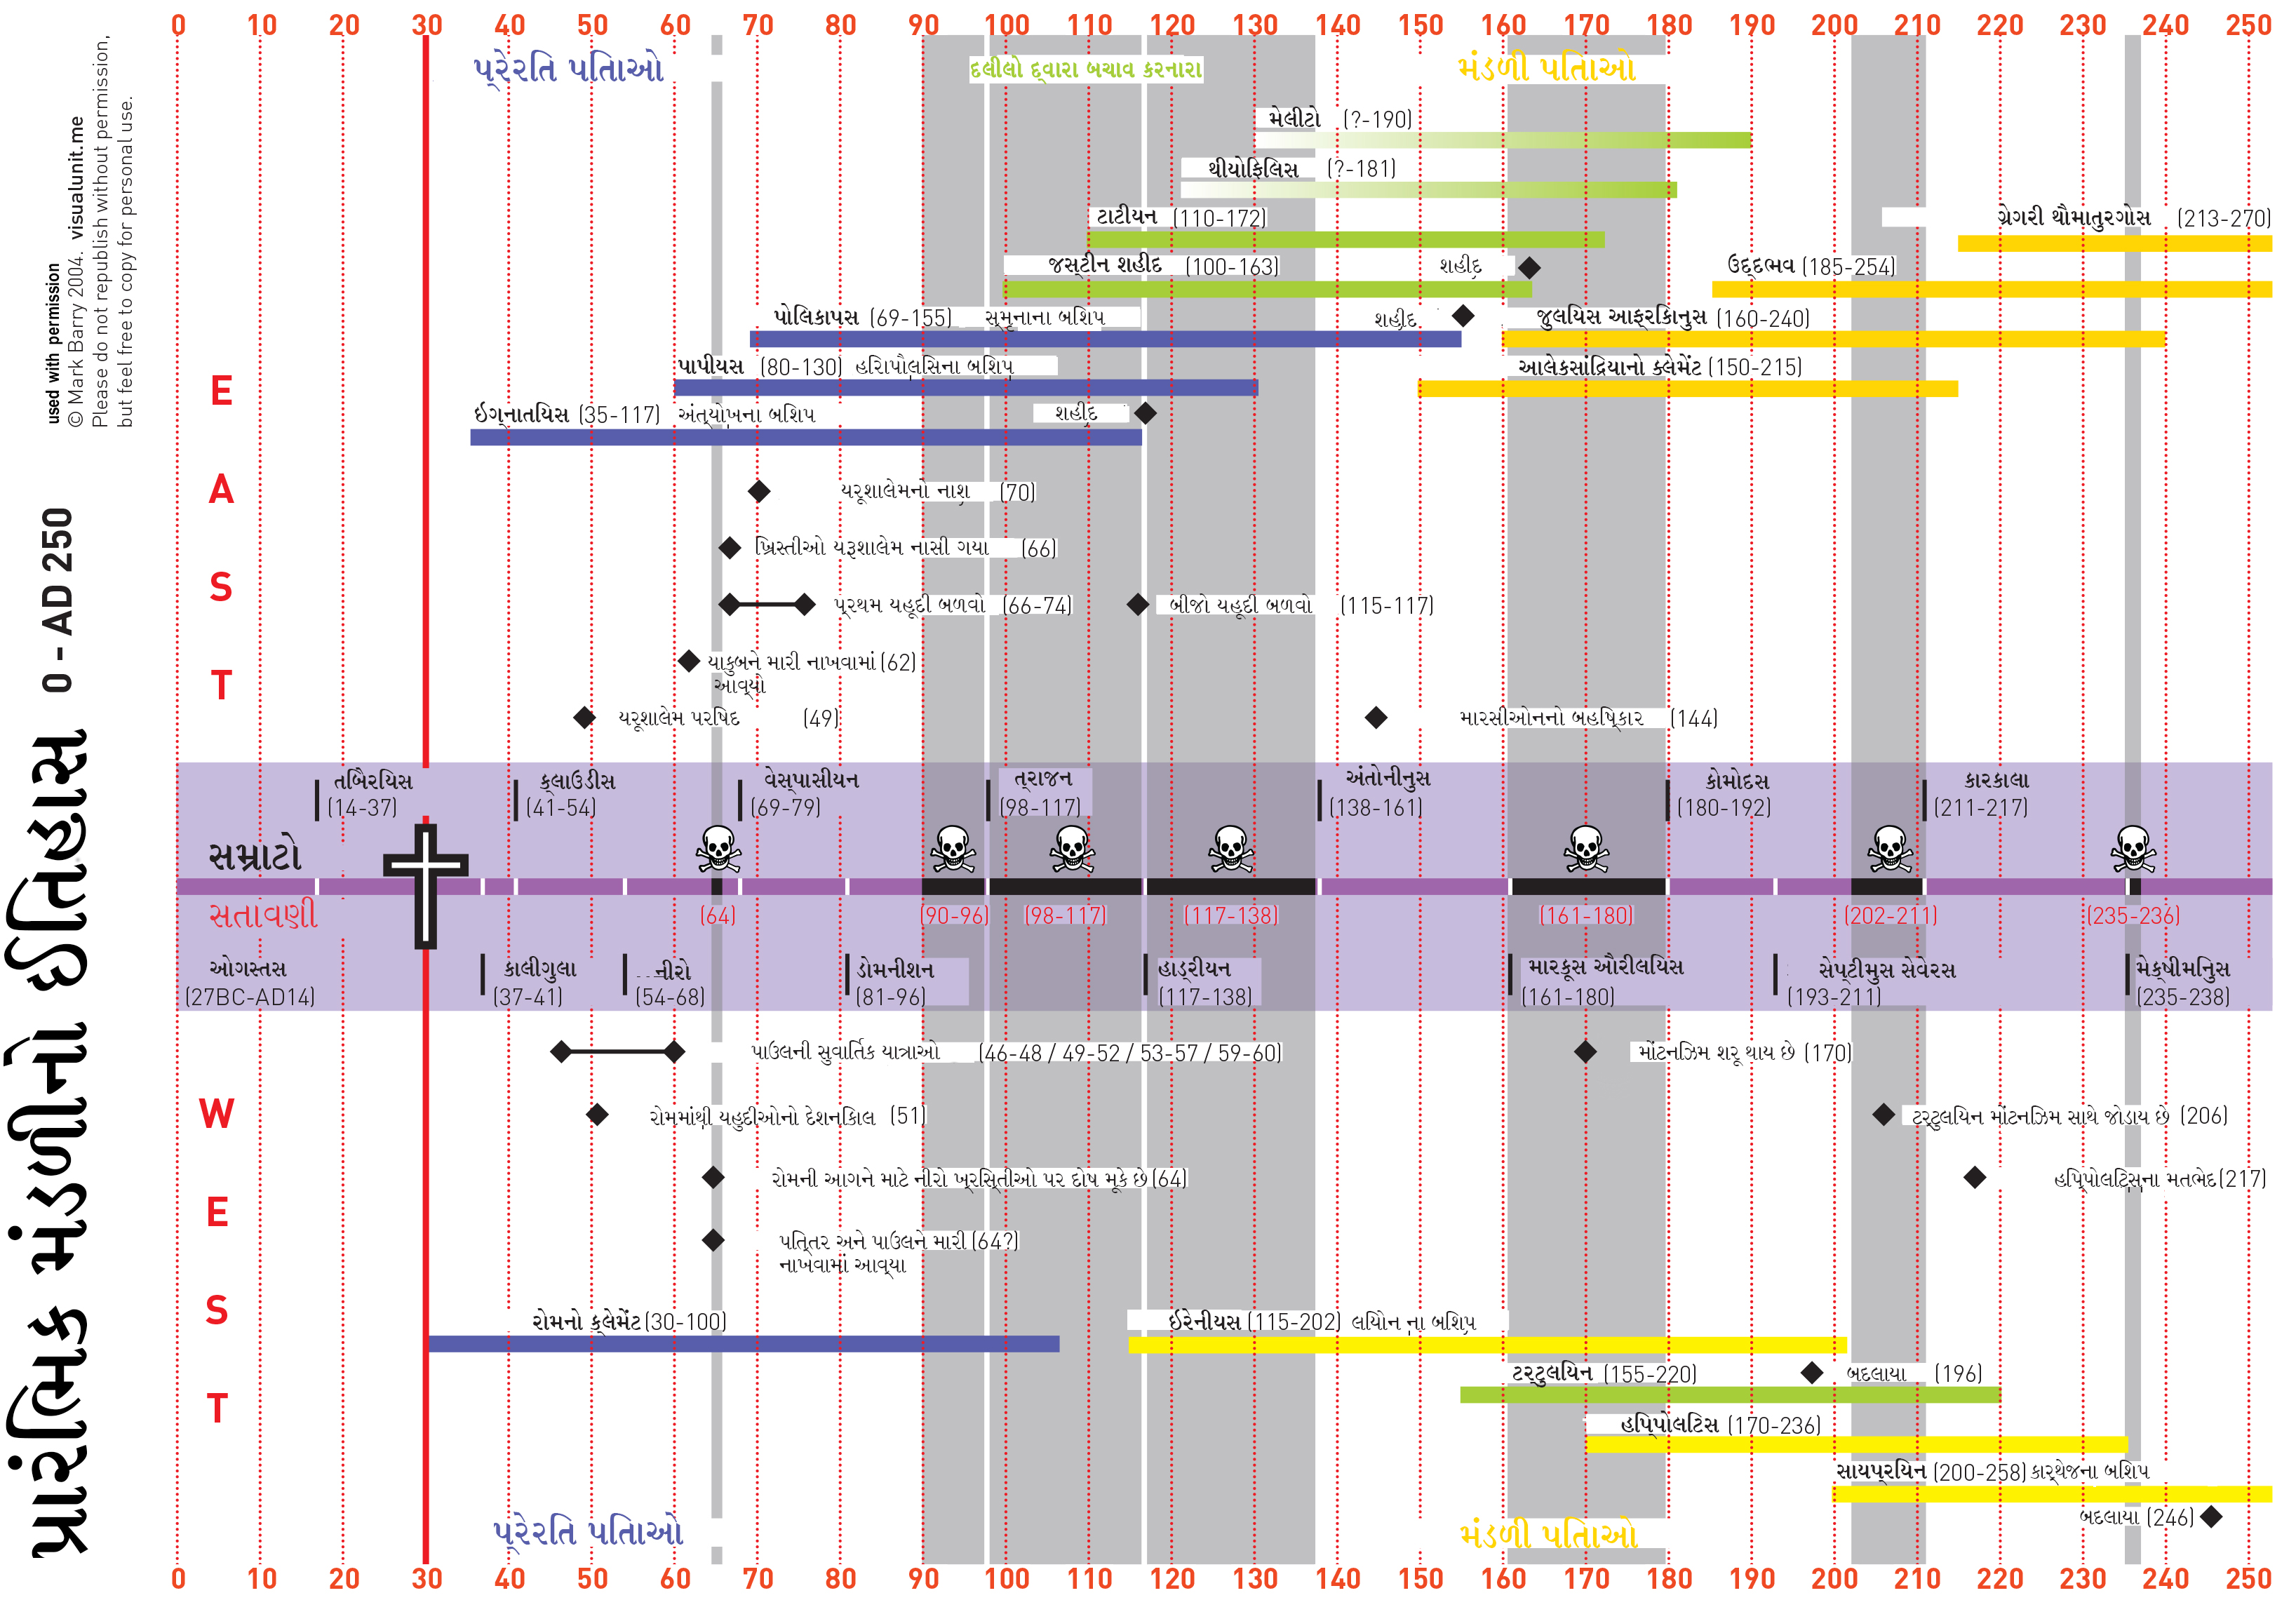 0 10 20 30 40 50 60 70 80 90 100 110 120 130 140 150 160 170 180 190 200 210 220 230 240 250
પ્રેરતિ પતિાઓ
દલીલો દ્વારા બચાવ કરનારા
મંડળી પતિાઓ
used with permission
© Mark Barry 2004. visualunit.me
Please do not republish without permission,
but feel free to copy for personal use.
પ્રારંભિક મંડળીનો ઈતિહાસ 0 - AD 250
EAST
મેલીટો (?-190)
થીયોફિલિસ (?-181)
ટાટીયન (110-172)
ગ્રેગરી થૌમાતુરગોસ (213-270)
જસ્ટીન શહીદ (100-163) શહીદ
ઉદ્દભવ (185-254)
પોલિકાપસ (69-155) સ્મૃનાના બશિપ શહીદ
જુલયિસ આફ્રકિાનુસ (160-240)
પાપીયસ (80-130) હરિાપૌલસિના બશિપ
આલેકસાંદ્રિયાનો ક્લેમેંટ (150-215)
ઇગ્નાતયિસ (35-117) અંત્યોખના બશિપ શહીદ
યરૂશાલેમનો નાશ (70)
ખ્રિસ્તીઓ યરૂશાલેમ નાસી ગયા (66)
પ્રથમ યહૂદી બળવો (66-74)
બીજો યહૂદી બળવો (115-117)
યાકુબને મારી નાખવામાં (62)
આવ્યો
યરૂશાલેમ પરષિદ (49)
મારસીઓનનો બહષ્િકાર (144)
તબિૈરયિસ
(14-37)
ક્લાઉડીસ
(41-54)
વેસ્પાસીયન
(69-79)
ત્રાજન
(98-117)
અંતોનીનુસ
(138-161)
કોમોદસ
(180-192)
કારકાલા
(211-217)
સમ્રાટો
સતાવણી
(64) (90-96) (98-117) (117-138) (161-180) (202-211) (235-236)
ઓગસ્તસ
(27BC-AD14)
કાલીગુલા
(37-41)
નીરો
(54-68)
ડોમનીશન
(81-96)
હાડ્રીયન
(117-138)
મારકૂસ ઔરીલયિસ
(161-180)
સેપ્ટીમુસ સેવેરસ
(193-211)
મેક્ષીમનિુસ
(235-238)
WEST
પાઉલની સુવાર્તિક યાત્રાઓ (46-48 / 49-52 / 53-57 / 59-60)
મોંટનઝિમ શરૂ થાય છે (170)
રોમમાંથી યહુદીઓનો દેશનકિાલ (51)
ટર્ટુલયિન મોંટનઝિમ સાથે જોડાય છે (206)
રોમની આગને માટે નીરો ખ્રસ્િતીઓ પર દોષ મૂકે છે (64)
હપ્િપોલટિસના મતભેદ (217)
પતિ્તર અને પાઉલને મારી (64?)
નાખવામાં આવ્યા
રોમનો ક્લેમેંટ (30-100)
ઈરેનીયસ (115-202) લયિોન ના બશિપ
ટર્ટુલયિન (155-220)
બદલાયા (196)
હપ્િપોલટિસ (170-236)
સાયપ્રયિન (200-258) કાર્થેજના બશિપ
બદલાયા (246)
પ્રેરતિ પતિાઓ
મંડળી પતિાઓ
0 10 20 30 40 50 60 70 80 90 100 110 120 130 140 150 160 170 180 190 200 210 220 230 240 250